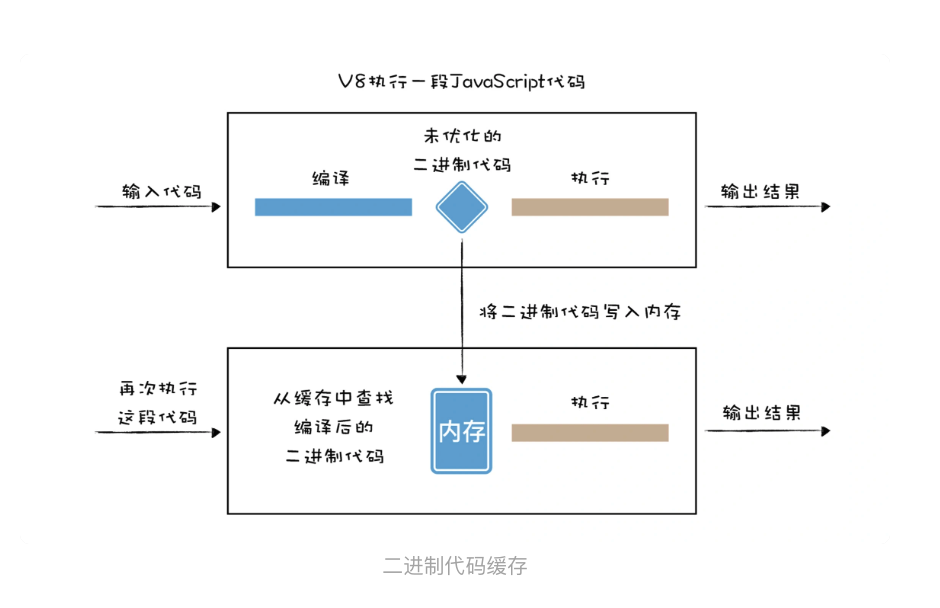 V8执行一段JavaScript代码
未优化的
二进制代码
编译
执行
输入代码
输出结果
将二进制代码写入内存
再次执行
这段代码
从缓存中查找
编译后的
二进制代码
内存
执行
输出结果
二进制代码缓存